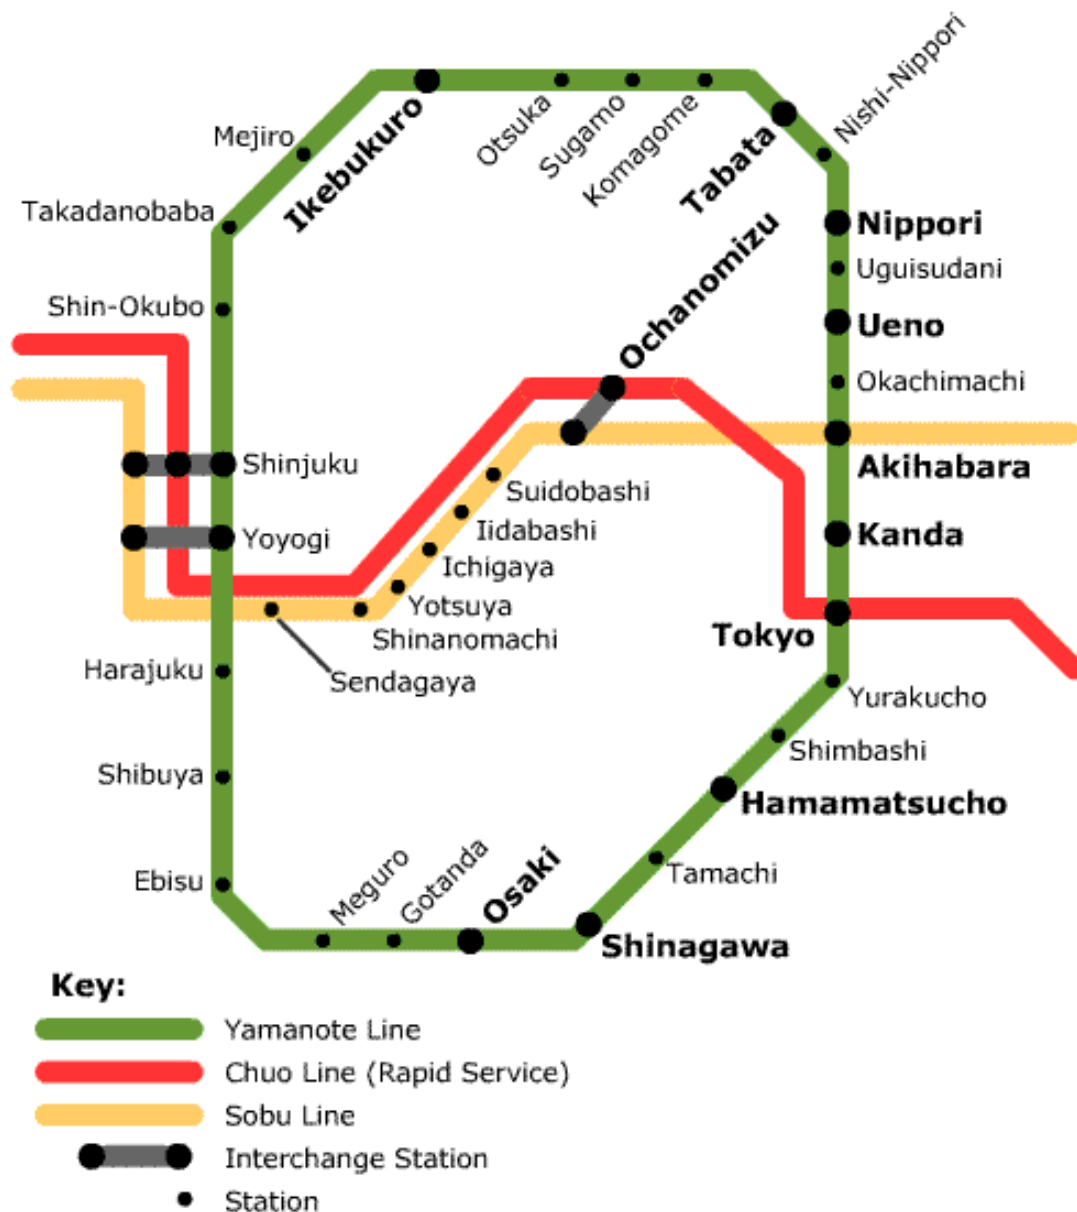 Nishi-Nippori
Mejiro
Ikebukuro
Otsuka
Sugamo
Komagome
Tabata
Takadanobaba
Nippori
Uguisudani
Shin-Okubo
Ochanomizu
Ueno
Okachimachi
Shinjuku
Akihabara
Suidobashi
Iidabashi
Yoyogi
Kanda
Ichigaya
Yotsuya
Shinanomachi
Tokyo
Harajuku
Sendagaya
Yurakucho
Shimbashi
Shibuya
Hamamatsucho
Ebisu
Meguro
Gotanda
Osaki
Tamachi
Shinagawa
Key:
Yamanote Line
Chuo Line (Rapid Service)
Sobu Line
Interchange Station
Station